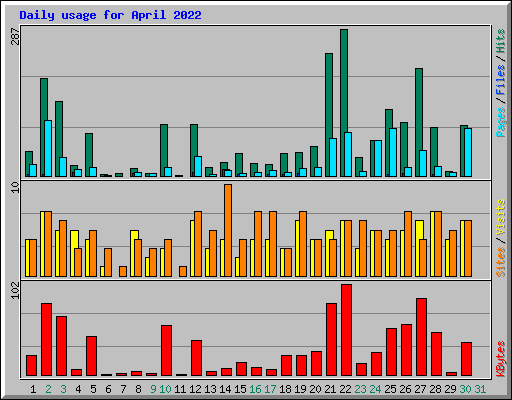 Daily usage for April 2022
287
Pages / Files / Hits
10
Sites / Visits
102
KBytes
1 2 3 4 5 6 7 8 9 10 11 12 13 14 15 16 17 18 19 20 21 22 23 24 25 26 27 28 29 30 31